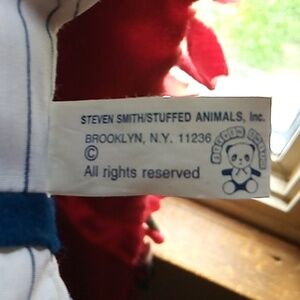 STEVEN SMITH/STUFFED ANIMALS, Inc.
BROOKLYN, N.Y. 11236
©
All rights reserved